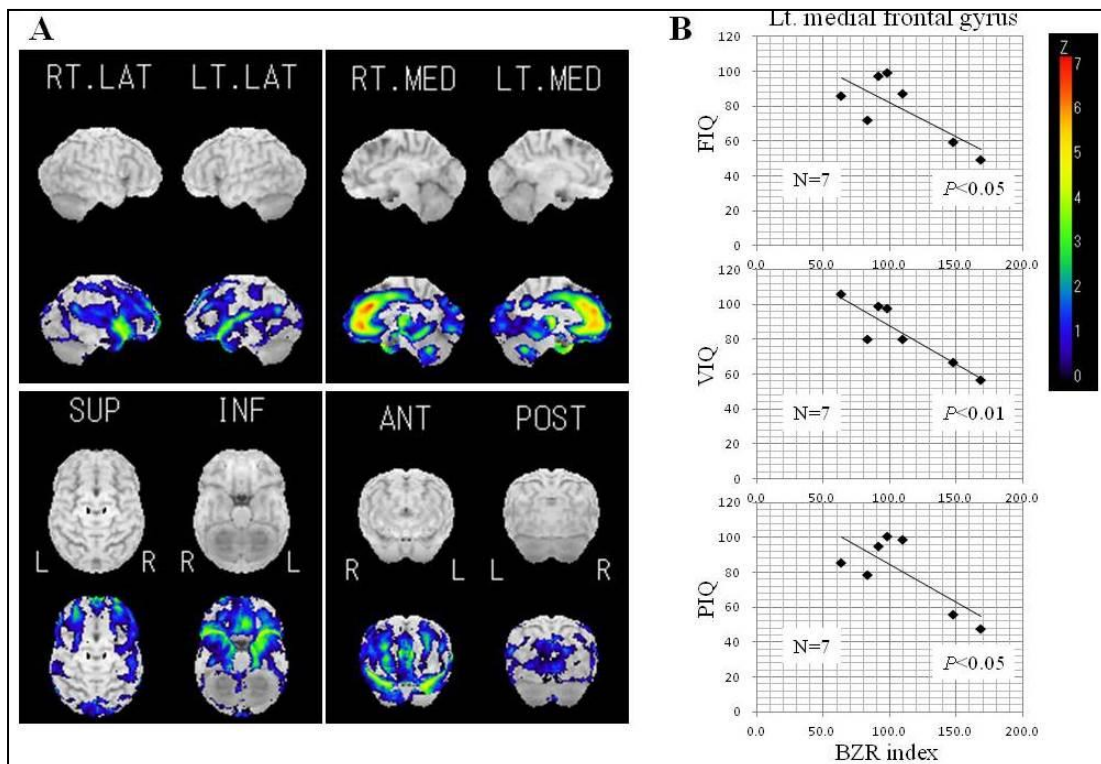 A
RT.LAT LT.LAT
RT.MED LT.MED
SUP INF
L R R L
ANT POST
R L L R
B
Lt. medial frontal gyrus
120
100
80
60
40
20
0
FIQ
N=7
P<0.05
0.0 50.0 100.0 150.0 200.0
120
100
80
60
40
20
0
VIQ
N=7
P<0.01
0.0 50.0 100.0 150.0 200.0
120
100
80
60
40
20
0
PIQ
N=7
P<0.05
0.0 50.0 100.0 150.0 200.0
BZR index
Z
7
6
5
4
3
2
1
0